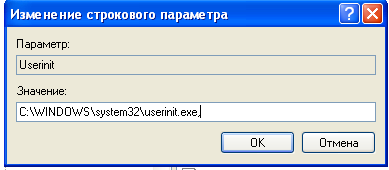 Изменение строкового параметра
Параметр:
Userinit
Значение:
C:\WINDOWS\system32\userinit.exe,
OK
Отмена